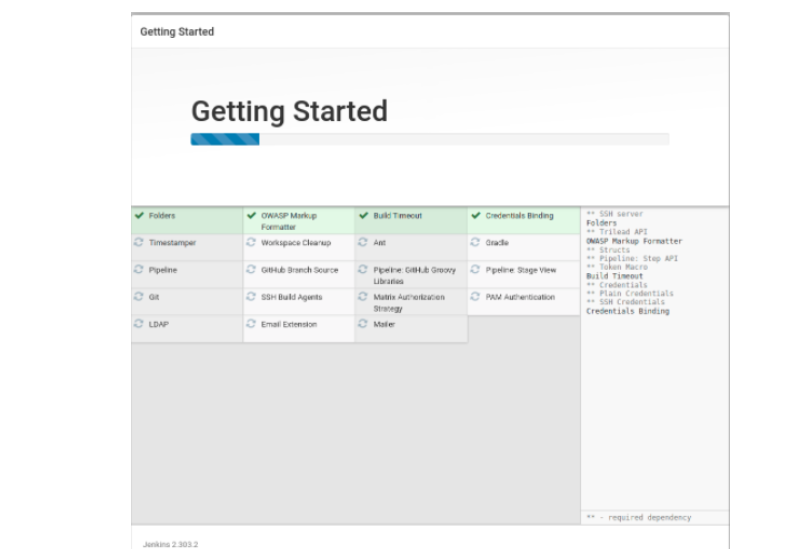 Getting Started
Getting Started
Folders
OWASP Markup
Formatter
Build Timeout
Credentials Binding
Timestamper
Workspace Cleanup
Ant
Gradle
Pipeline
GitHub Branch Source
Pipeline: GitHub Groovy
Libraries
Pipeline: Stage View
Git
SSH Build Agents
Matrix Authorization
Strategy
PAM Authentication
LDAP
Email Extension
Mailer
** SSH server
Folders
** Trilead API
OWASP Markup Formatter
** Structs
** Pipeline: Step API
** Token Macro
Build Timeout
** Credentials
** Plain Credentials
** SSH Credentials
Credentials Binding
** - required dependency
Jenkins 2.303.2